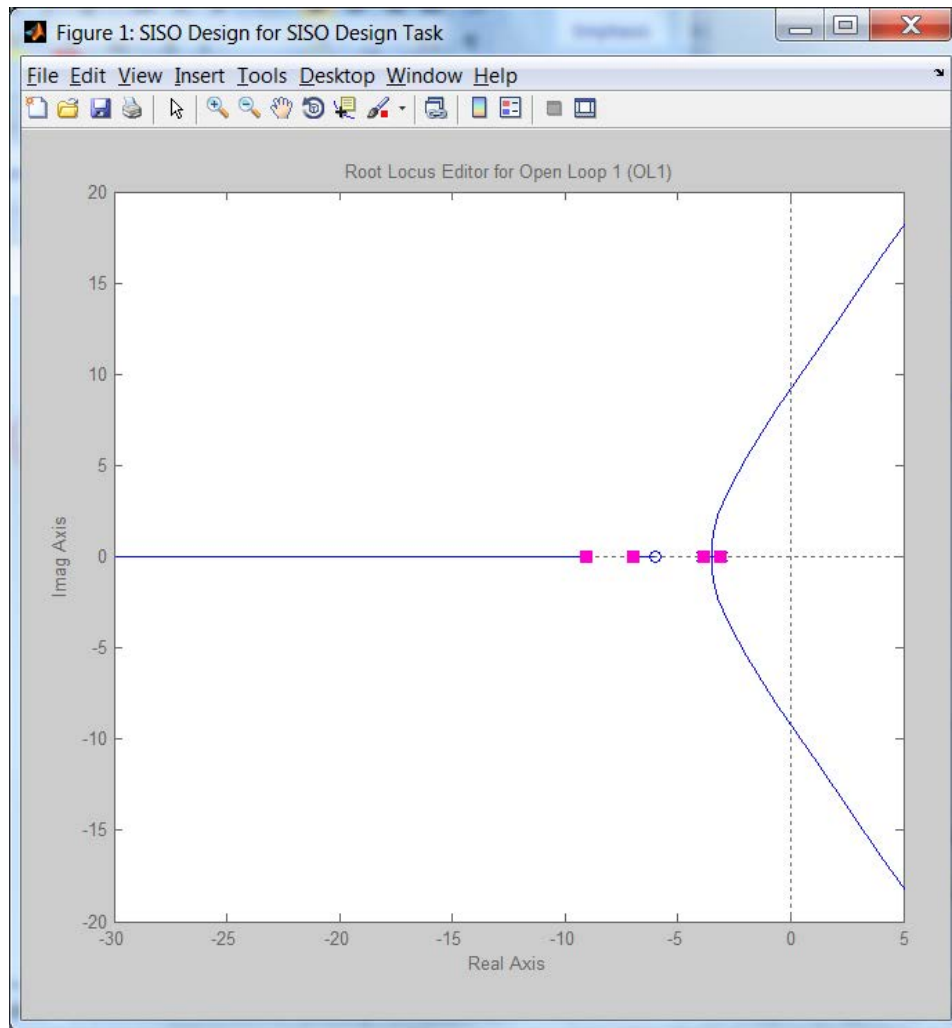 Figure 1: SISO Design for SISO Design Task
File Edit View Insert Tools Desktop Window Help
Root Locus Editor for Open Loop 1 (OL1)
20
15
10
5
0
-5
-10
-15
-20
Imag Axis
-30 -25 -20 -15 -10 -5 0 5
Real Axis